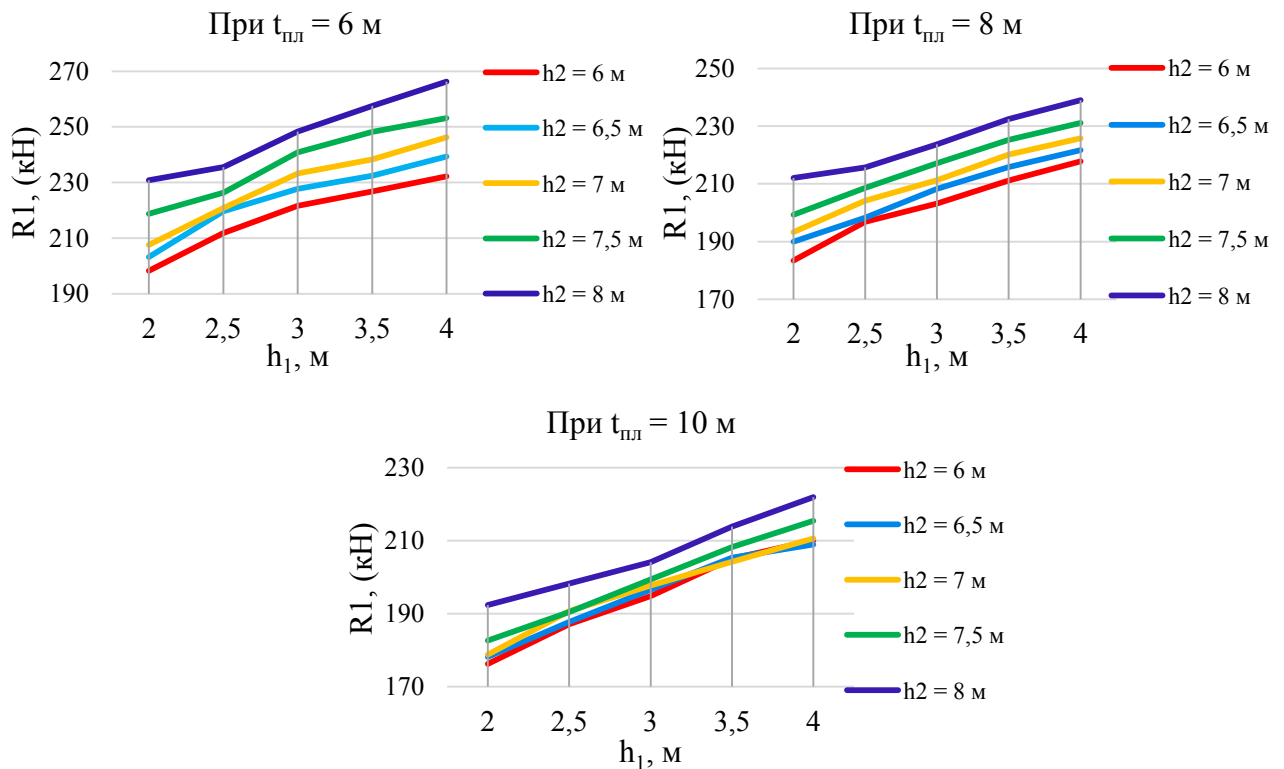 При tпл = 6 м
R1, (кН)
270
250
230
210
190
2 2,5 3 3,5 4
h1, м
h2 = 6 м
h2 = 6,5 м
h2 = 7 м
h2 = 7,5 м
h2 = 8 м
При tпл = 8 м
R1, (кН)
250
230
210
190
170
2 2,5 3 3,5 4
h1, м
h2 = 6 м
h2 = 6,5 м
h2 = 7 м
h2 = 7,5 м
h2 = 8 м
При tпл = 10 м
R1, (кН)
230
210
190
170
2 2,5 3 3,5 4
h1, м
h2 = 6 м
h2 = 6,5 м
h2 = 7 м
h2 = 7,5 м
h2 = 8 м